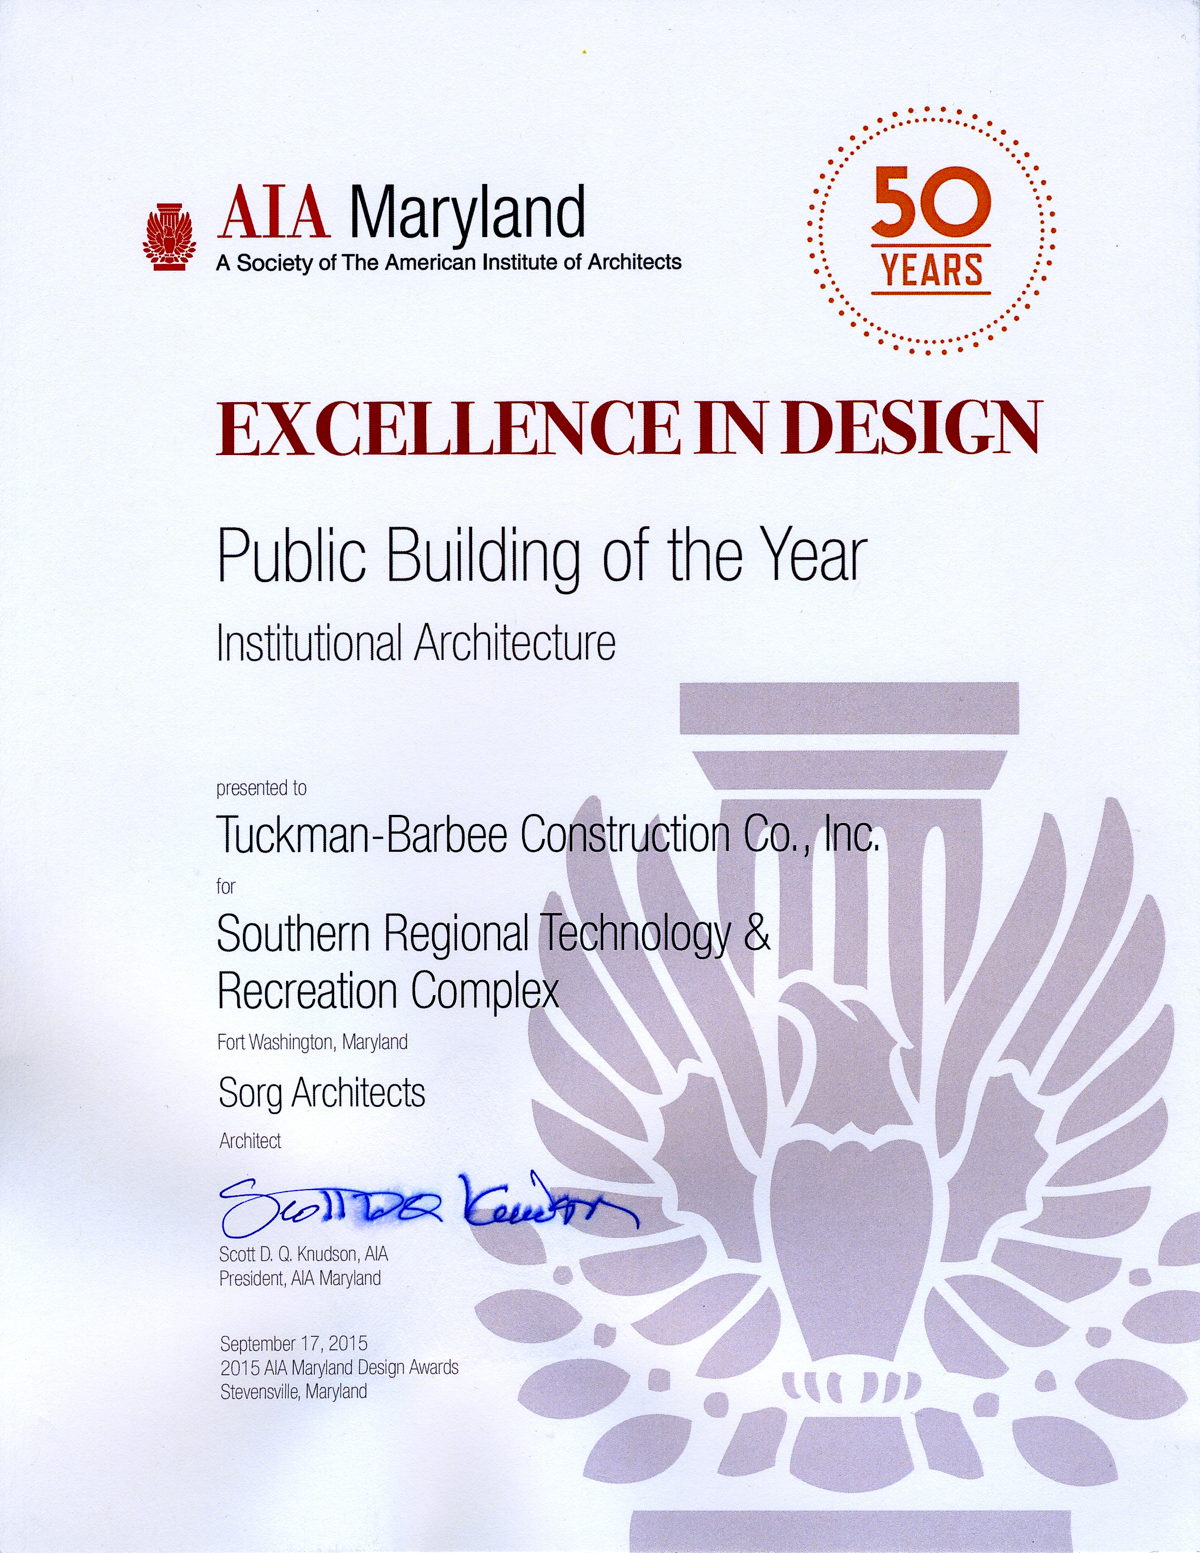 AIA Maryland
A Society of The American Institute of Architects
50
YEARS
EXCELLENCE IN DESIGN
Public Building of the Year
Institutional Architecture
presented to
Tuckman-Barbee Construction Co., Inc.
for
Southern Regional Technology &
Recreation Complex
Fort Washington, Maryland
Sorg Architects
Architect
Scott D Q Knudson
Scott D. Q. Knudson, AIA
President, AIA Maryland
September 17, 2015
2015 AIA Maryland Design Awards
Stevensville, Maryland